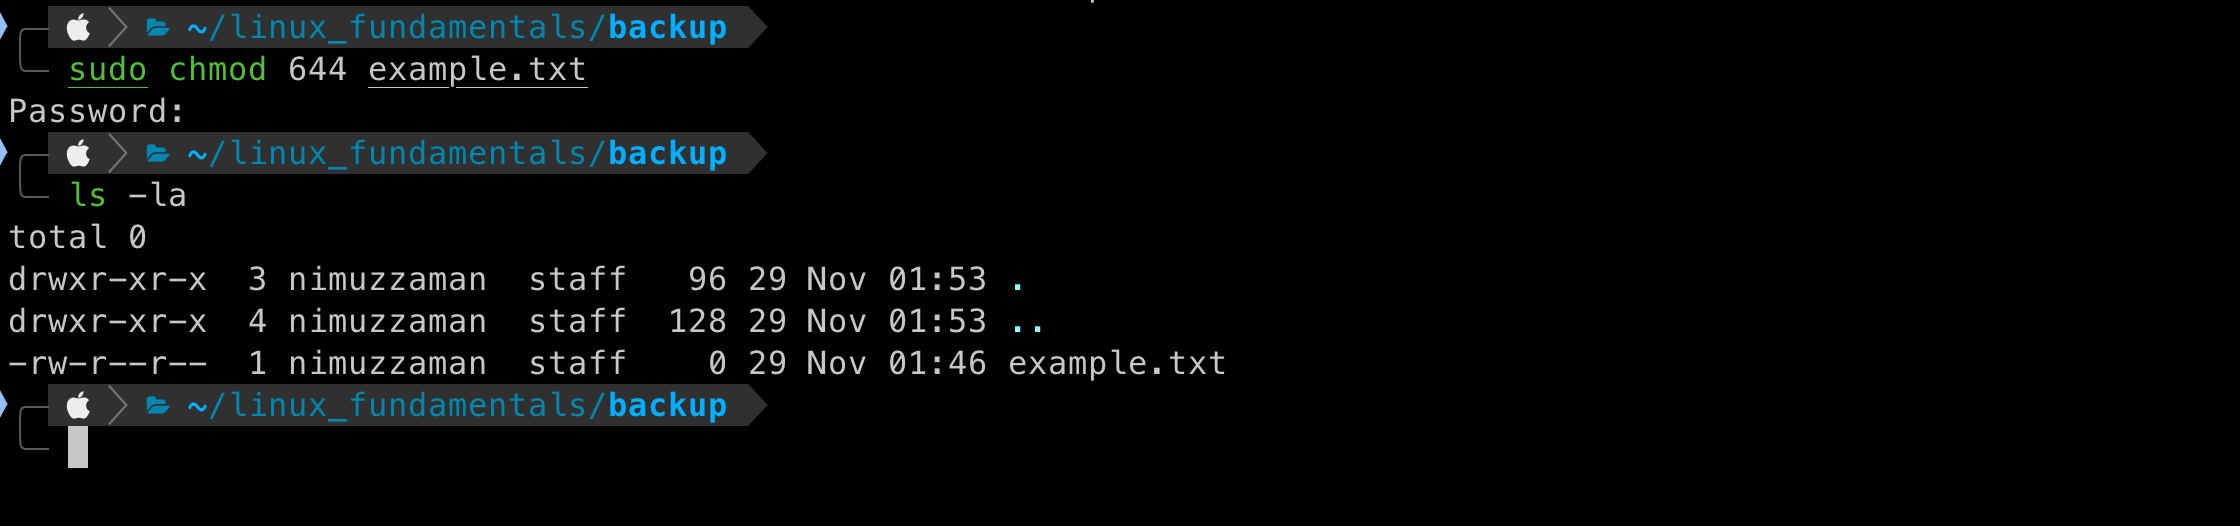 ~/linux_fundamentals/backup
sudo chmod 644 example.txt
Password:
~/linux_fundamentals/backup
ls -la
total 0
drwxr-xr-x  3 nimuzzaman  staff   96 29 Nov 01:53 .
drwxr-xr-x  4 nimuzzaman  staff  128 29 Nov 01:53 ..
-rw-r--r--  1 nimuzzaman  staff    0 29 Nov 01:46 example.txt
~/linux_fundamentals/backup